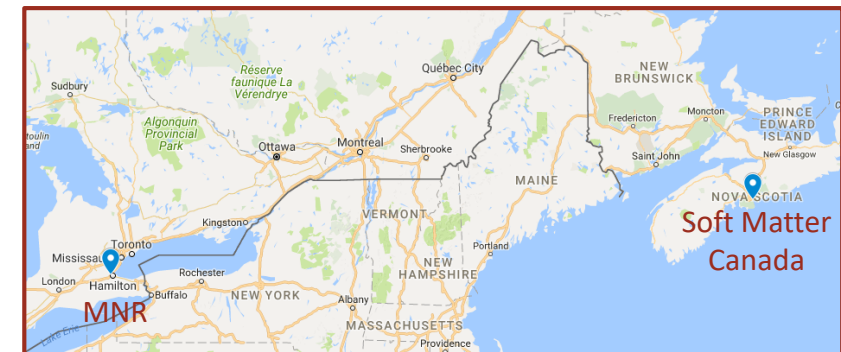 Sudbury
Réserve
faunique La
Vérendrye
Québec City
NEW
BRUNSWICK
Algonquin
Provincial
Park
Ottawa
Montreal
Sherbrooke
Fredericton
Moncton
PRINCE
EDWARD
ISLAND
New Glasgow
Saint John
MAINE
NOVA SCOTIA
Soft Matter
Canada
Kingston
VERMONT
Toronto
Mississau
London
Hamilton
MNR
Rochester
Buffalo
NEW YORK
Portland
NEW
HAMPSHIRE
Albany
MASSACHUSETTS
Providence
Lake Erie